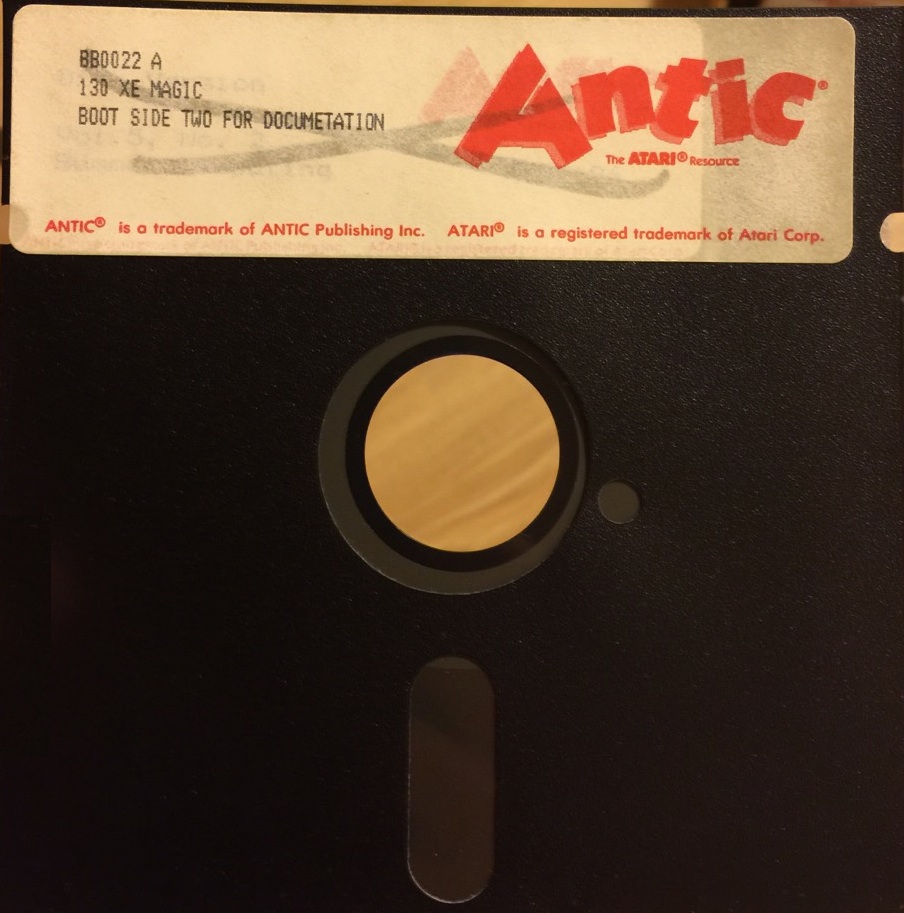 BB0022 A
130 XE MAGIC
BOOT SIDE TWO FOR DOCUMETATION
Antic®
The ATARI® Resource
ANTIC® is a trademark of ANTIC Publishing Inc. ATARI® is a registered trademark of Atari Corp.